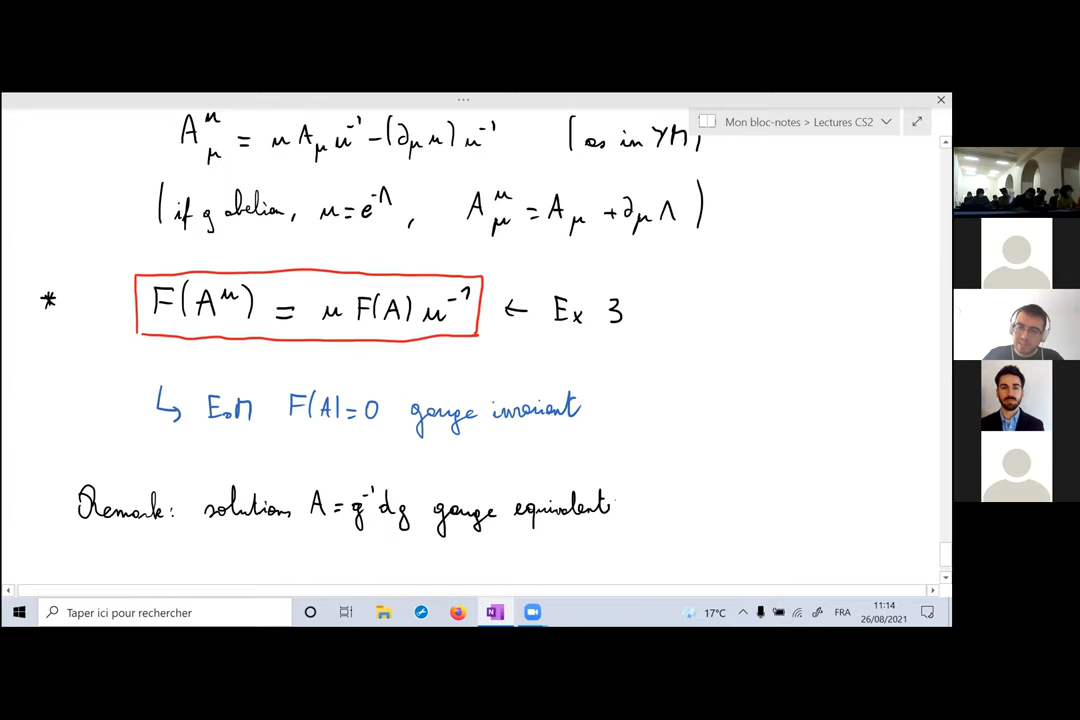 Mon bloc-notes > Lectures CS2
A^u_μ = u A_μ u^{-1} - (∂_μ u) u^{-1} (as in YM)
(if g abelian, u = e^{-Λ}, A^u_μ = A_μ + ∂_μ Λ)
* F(A^u) = u F(A) u^{-1} ← Ex 3
↳ EoM F(A) = 0 gauge invariant
Remark: solutions A = g^{-1} dg gauge equivalent
Taper ici pour rechercher
17°C
FRA
11:14
26/08/2021